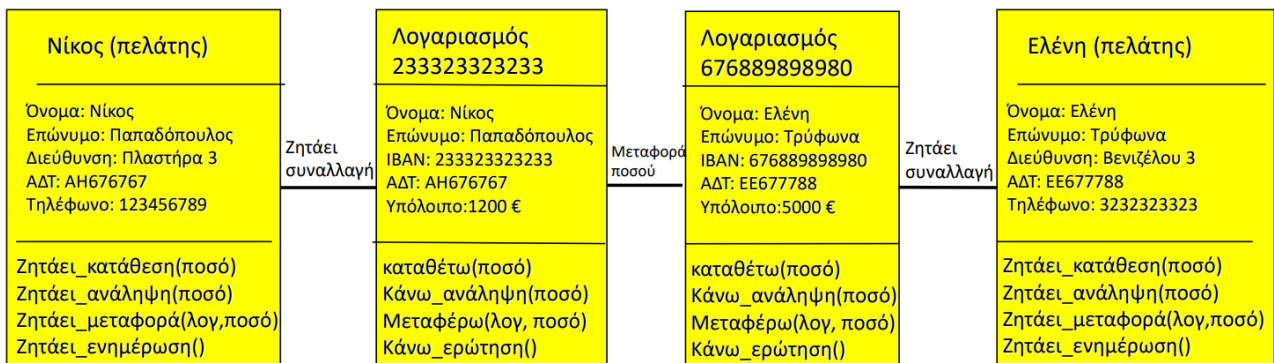 Νίκος (πελάτης)
Όνομα: Νίκος
Επώνυμο: Παπαδόπουλος
Διεύθυνση: Πλαστήρα 3
ΑΔΤ: ΑΗ676767
Τηλέφωνο: 123456789
Ζητάει_κατάθεση(ποσό)
Ζητάει_ανάληψη(ποσό)
Ζητάει_μεταφορά(λογ,ποσό)
Ζητάει_ενημέρωση()
Ζητάει
συναλλαγή
Λογαριασμός
233323323233
Όνομα: Νίκος
Επώνυμο: Παπαδόπουλος
IBAN: 233323323233
ΑΔΤ: ΑΗ676767
Υπόλοιπο:1200 €
καταθέτω(ποσό)
Κάνω_ανάληψη(ποσό)
Μεταφέρω(λογ, ποσό)
Κάνω_ερώτηση()
Μεταφορά
ποσού
Λογαριασμός
676889898980
Όνομα: Ελένη
Επώνυμο: Τρύφωνα
IBAN: 676889898980
ΑΔΤ: ΕΕ677788
Υπόλοιπο:5000 €
καταθέτω(ποσό)
Κάνω_ανάληψη(ποσό)
Μεταφέρω(λογ, ποσό)
Κάνω_ερώτηση()
Ζητάει
συναλλαγή
Ελένη (πελάτης)
Όνομα: Ελένη
Επώνυμο: Τρύφωνα
Διεύθυνση: Βενιζέλου 3
ΑΔΤ: ΕΕ677788
Τηλέφωνο: 3232323323
Ζητάει_κατάθεση(ποσό)
Ζητάει_ανάληψη(ποσό)
Ζητάει_μεταφορά(λογ,ποσό)
Ζητάει_ενημέρωση()